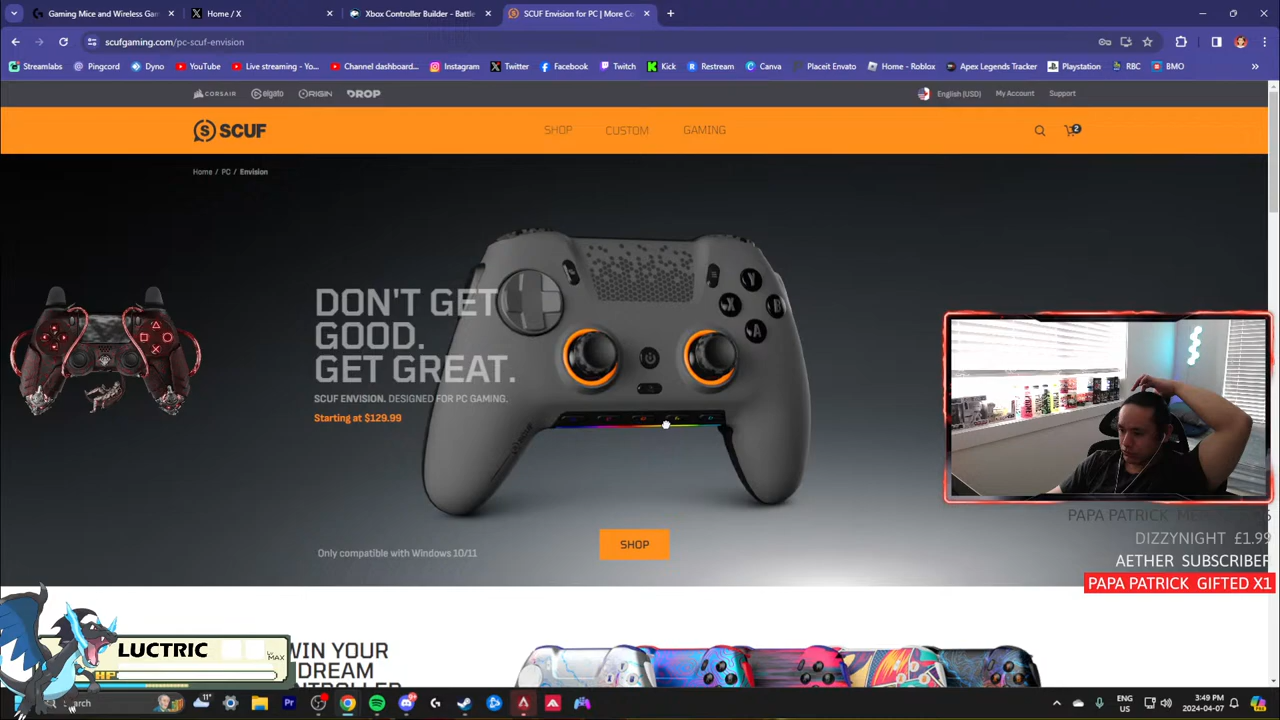 Gaming Mice and Wireless Gam
Home / X
Xbox Controller Builder - Battle
SCUF Envision for PC | More Co
scufgaming.com/pc-scuf-envision
Streamlabs
Pingcord
Dyno
YouTube
Live streaming - Yo...
Channel dashboard...
Instagram
Twitter
Facebook
Twitch
Kick
Restream
Canva
Placeit Envato
Home - Roblox
Apex Legends Tracker
Playstation
RBC
BMO
CORSAIR
elgato
ORIGIN
DROP
English (USD)
My Account
Support
SCUF
SHOP
CUSTOM
GAMING
2
Home / PC / Envision
Y
X
B
A
DON'T GET
GOOD.
GET GREAT.
SCUF ENVISION. DESIGNED FOR PC GAMING.
Starting at $129.99
SHOP
Only compatible with Windows 10/11
PAPA PATRICK
DIZZYNIGHT £1.99
AETHER SUBSCRIBER
PAPA PATRICK GIFTED X1
WIN YOUR
DREAM
LUCTRIC
MAX
HP
arch
11°
ENG
US
3:49 PM
2024-04-07